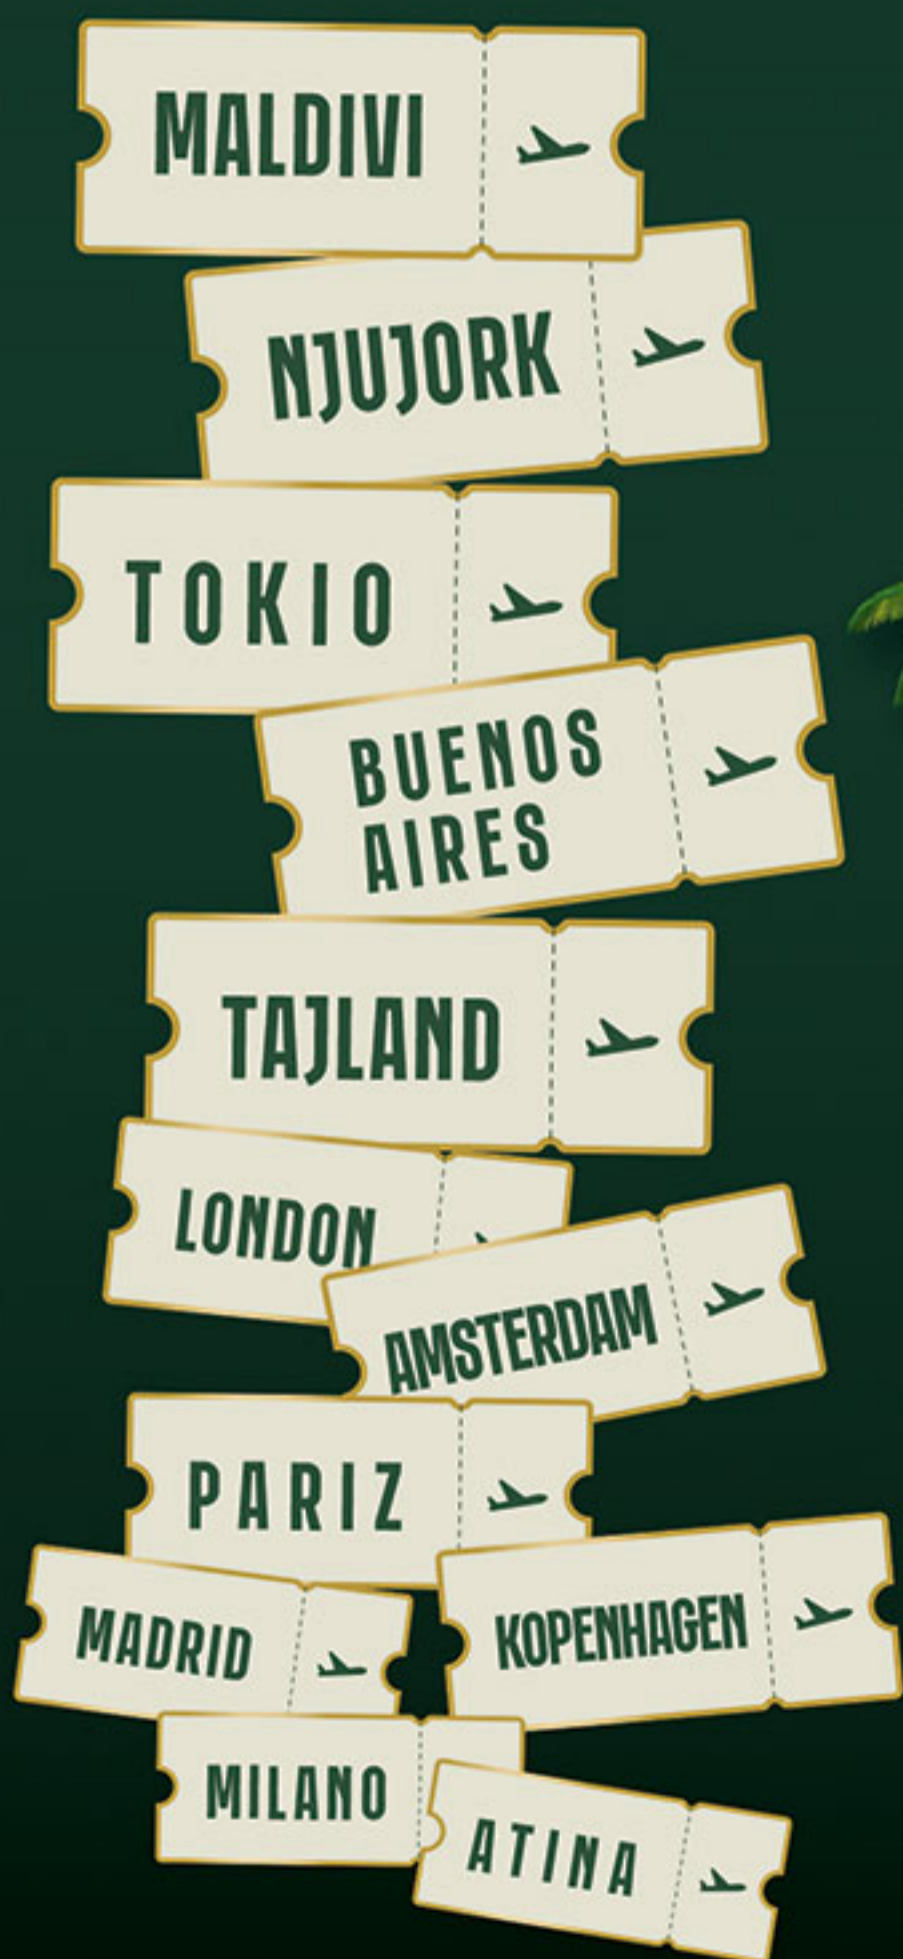 MALDIVI
NJUJORK
TOKIO
BUENOS
AIRES
TAJLAND
LONDON
AMSTERDAM
PARIZ
MADRID
KOPENHAGEN
MILANO
ATINA